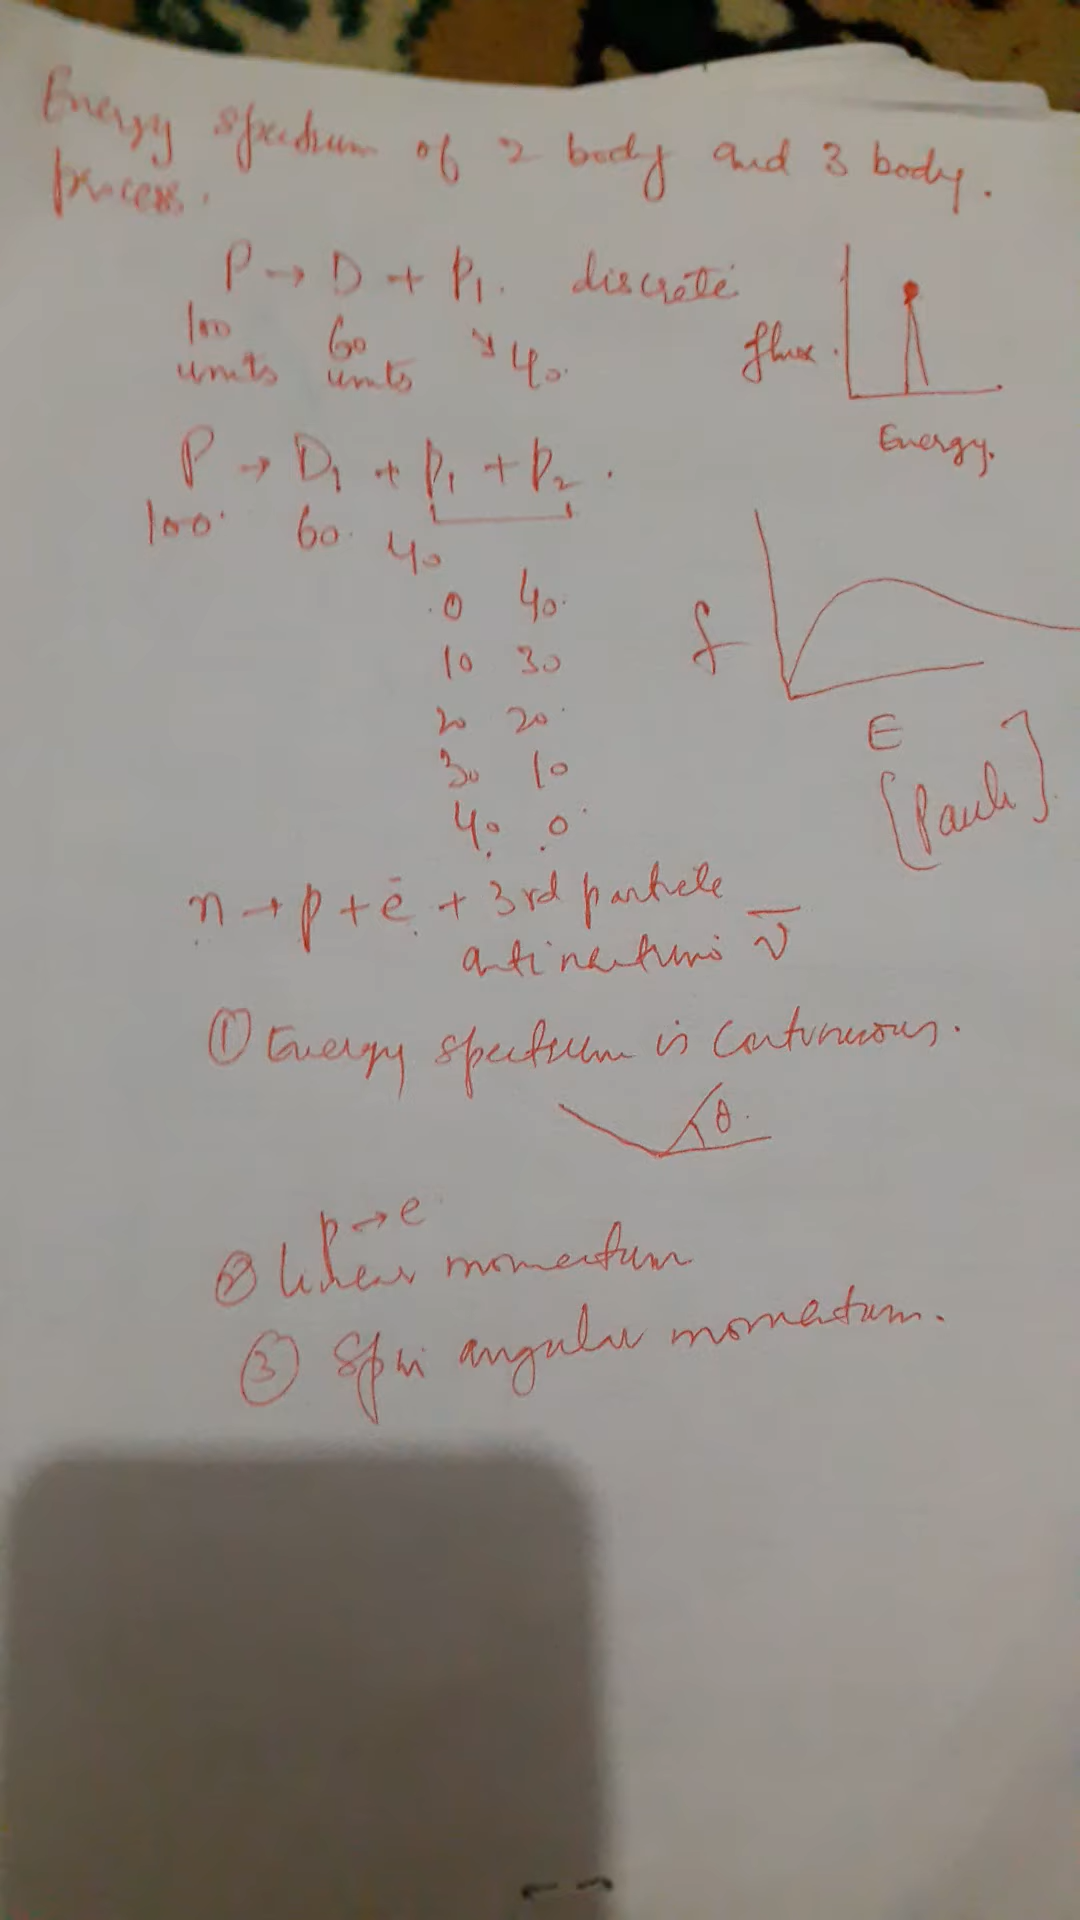 Energy spectrum of 2 body and 3 body
process.
P → D + P₁. discrete
100 60 ↘ 40.
units units
flux.
Energy.
P → D₁ + P₁ + P₂.
100 60 40
0 40
10 30
20 20
30 10
40 0
f
E
[Pauli]
n → p + e̅ + 3rd particle
antineutrino ν̅
① Energy spectrum is continuous.
θ.
p → e
② linear momentum
③ Spin angular momentum.